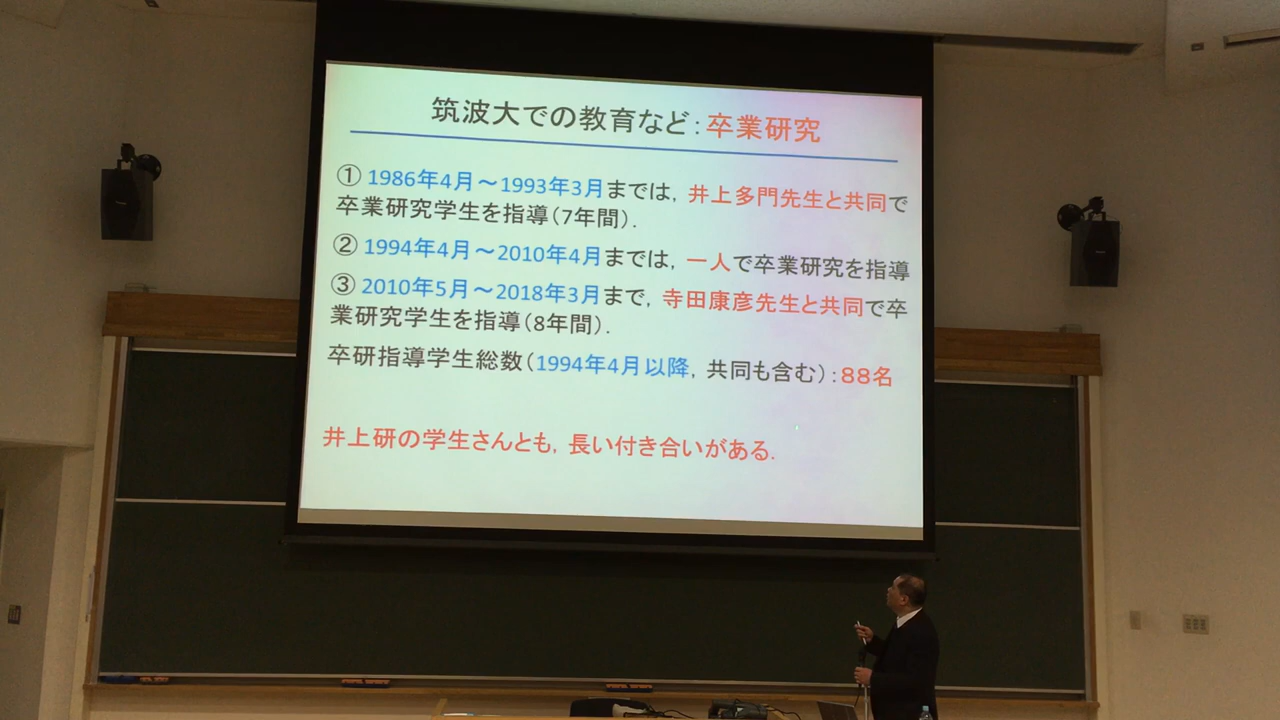 筑波大での教育など：卒業研究
① 1986年4月～1993年3月までは，井上多門先生と共同で
卒業研究学生を指導（7年間）．
② 1994年4月～2010年4月までは，一人で卒業研究を指導
③ 2010年5月～2018年3月まで，寺田康彦先生と共同で卒
業研究学生を指導（8年間）．
卒研指導学生総数（1994年4月以降，共同も含む）：８８名
井上研の学生さんとも，長い付き合いがある．